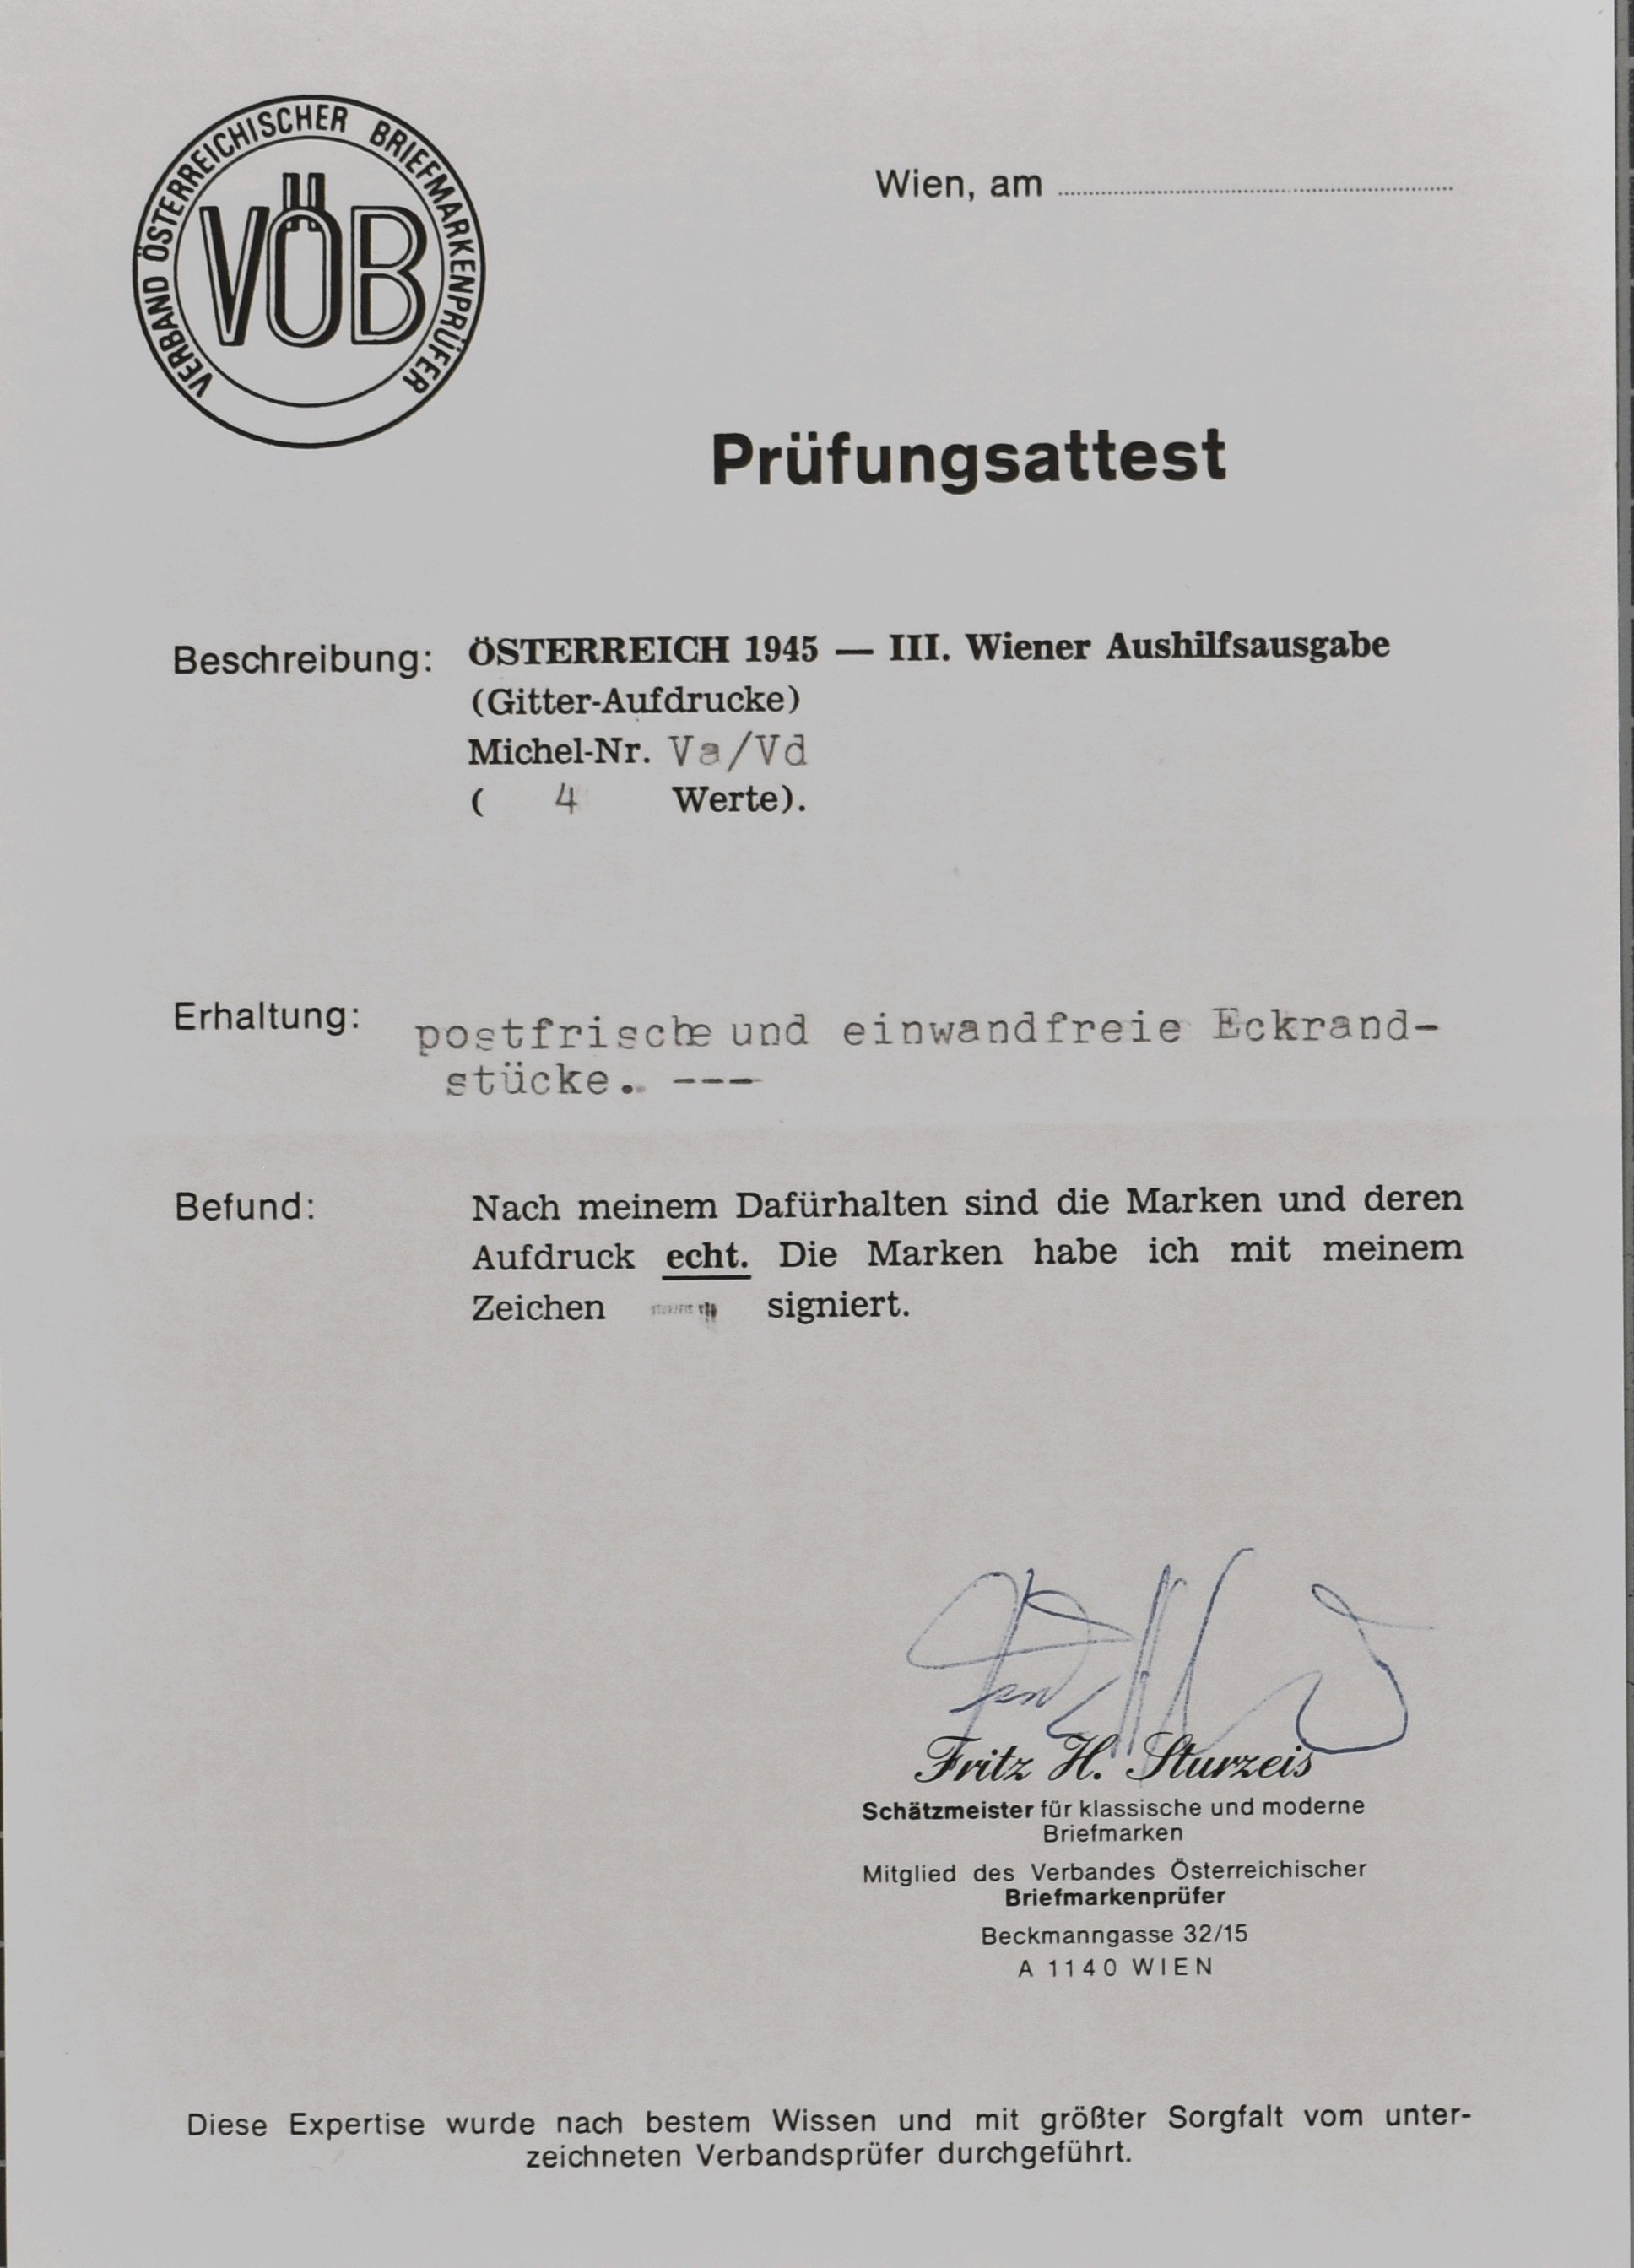 VERBAND ÖSTERREICHISCHER BRIEFMARKENPRÜFER
VÖB
Wien, am
Prüfungsattest
Beschreibung: ÖSTERREICH 1945 — III. Wiener Aushilfsausgabe
(Gitter-Aufdrucke)
Michel-Nr. Va/Vd
( 4 Werte).
Erhaltung: postfrische und einwandfreie Eckrand-
stücke. ---
Befund: Nach meinem Dafürhalten sind die Marken und deren
Aufdruck echt. Die Marken habe ich mit meinem
Zeichen signiert.
Fritz H. Sturzeis
Schätzmeister für klassische und moderne
Briefmarken
Mitglied des Verbandes Österreichischer
Briefmarkenprüfer
Beckmanngasse 32/15
A 1140 WIEN
Diese Expertise wurde nach bestem Wissen und mit größter Sorgfalt vom unter-
zeichneten Verbandsprüfer durchgeführt.